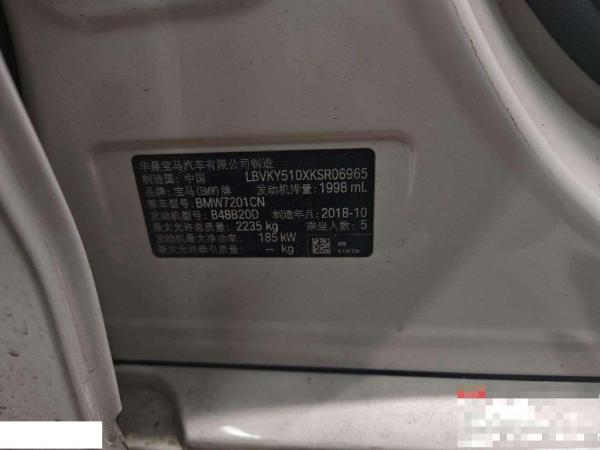 华晨宝马汽车有限公司制造
制造国：中国 LBVKY510XKSR06965
品牌：宝马(BMW)牌 发动机排量：1998 mL
整车型号：BMW7201CN
发动机型号：B48B20D 制造年月：2018-10
最大允许总质量：2235 kg 乘坐人数：5
发动机最大净功率：185 kW
最大允许牵引质量：-- kg